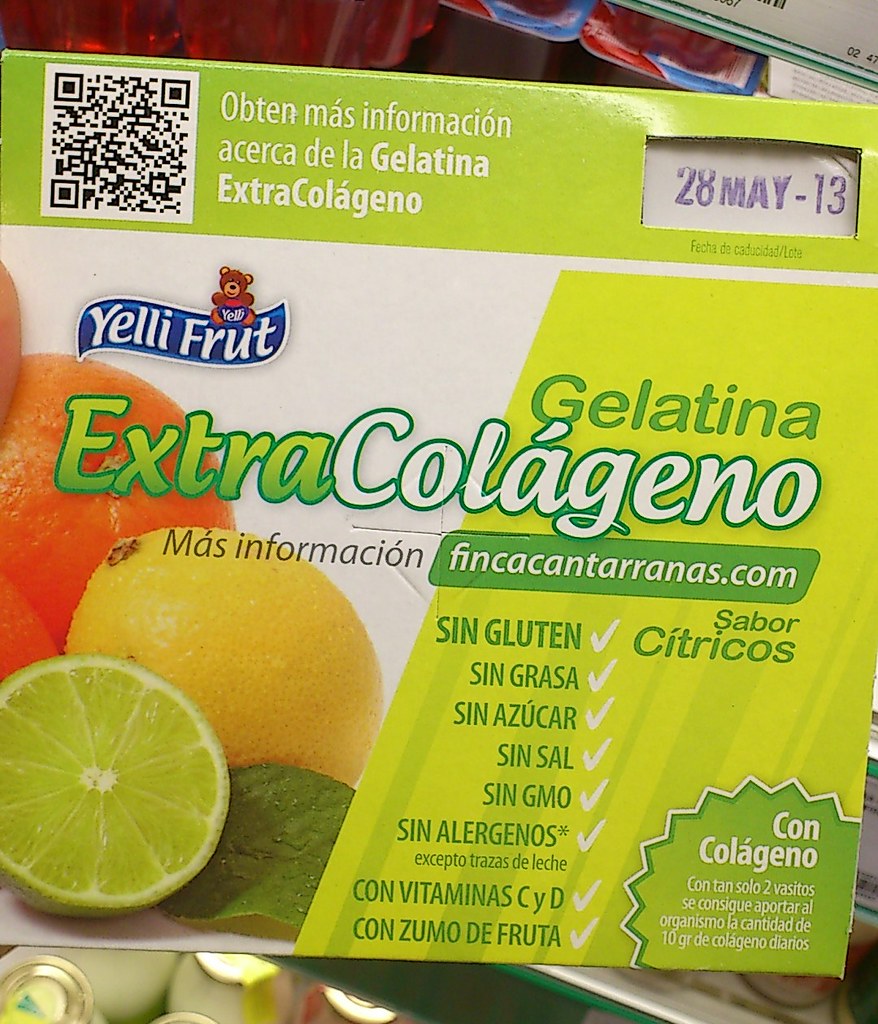 Obten más información
acerca de la Gelatina
ExtraColágeno
28 MAY-13
Fecha de caducidad/Lote
Yelli
Yelli Frut
Gelatina
ExtraColágeno
Más información fincacantarranas.com
Sabor
Cítricos
SIN GLUTEN
SIN GRASA
SIN AZÚCAR
SIN SAL
SIN GMO
SIN ALERGENOS*
excepto trazas de leche
CON VITAMINAS C y D
CON ZUMO DE FRUTA
Con
Colágeno
Con tan solo 2 vasitos
se consigue aportar al
organismo la cantidad de
10 gr de colágeno diarios